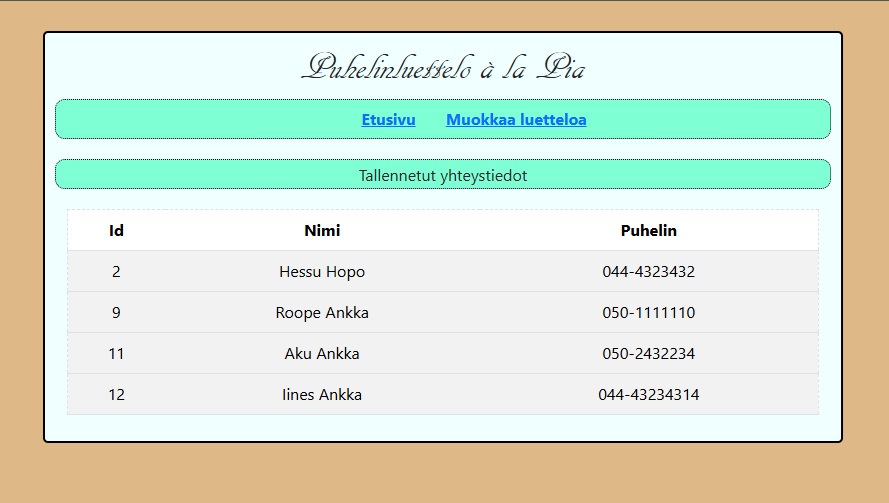 Puhelinluettelo à la Pia
Etusivu Muokkaa luetteloa
Tallennetut yhteystiedot
Id Nimi Puhelin
2 Hessu Hopo 044-4323432
9 Roope Ankka 050-1111110
11 Aku Ankka 050-2432234
12 Iines Ankka 044-43234314